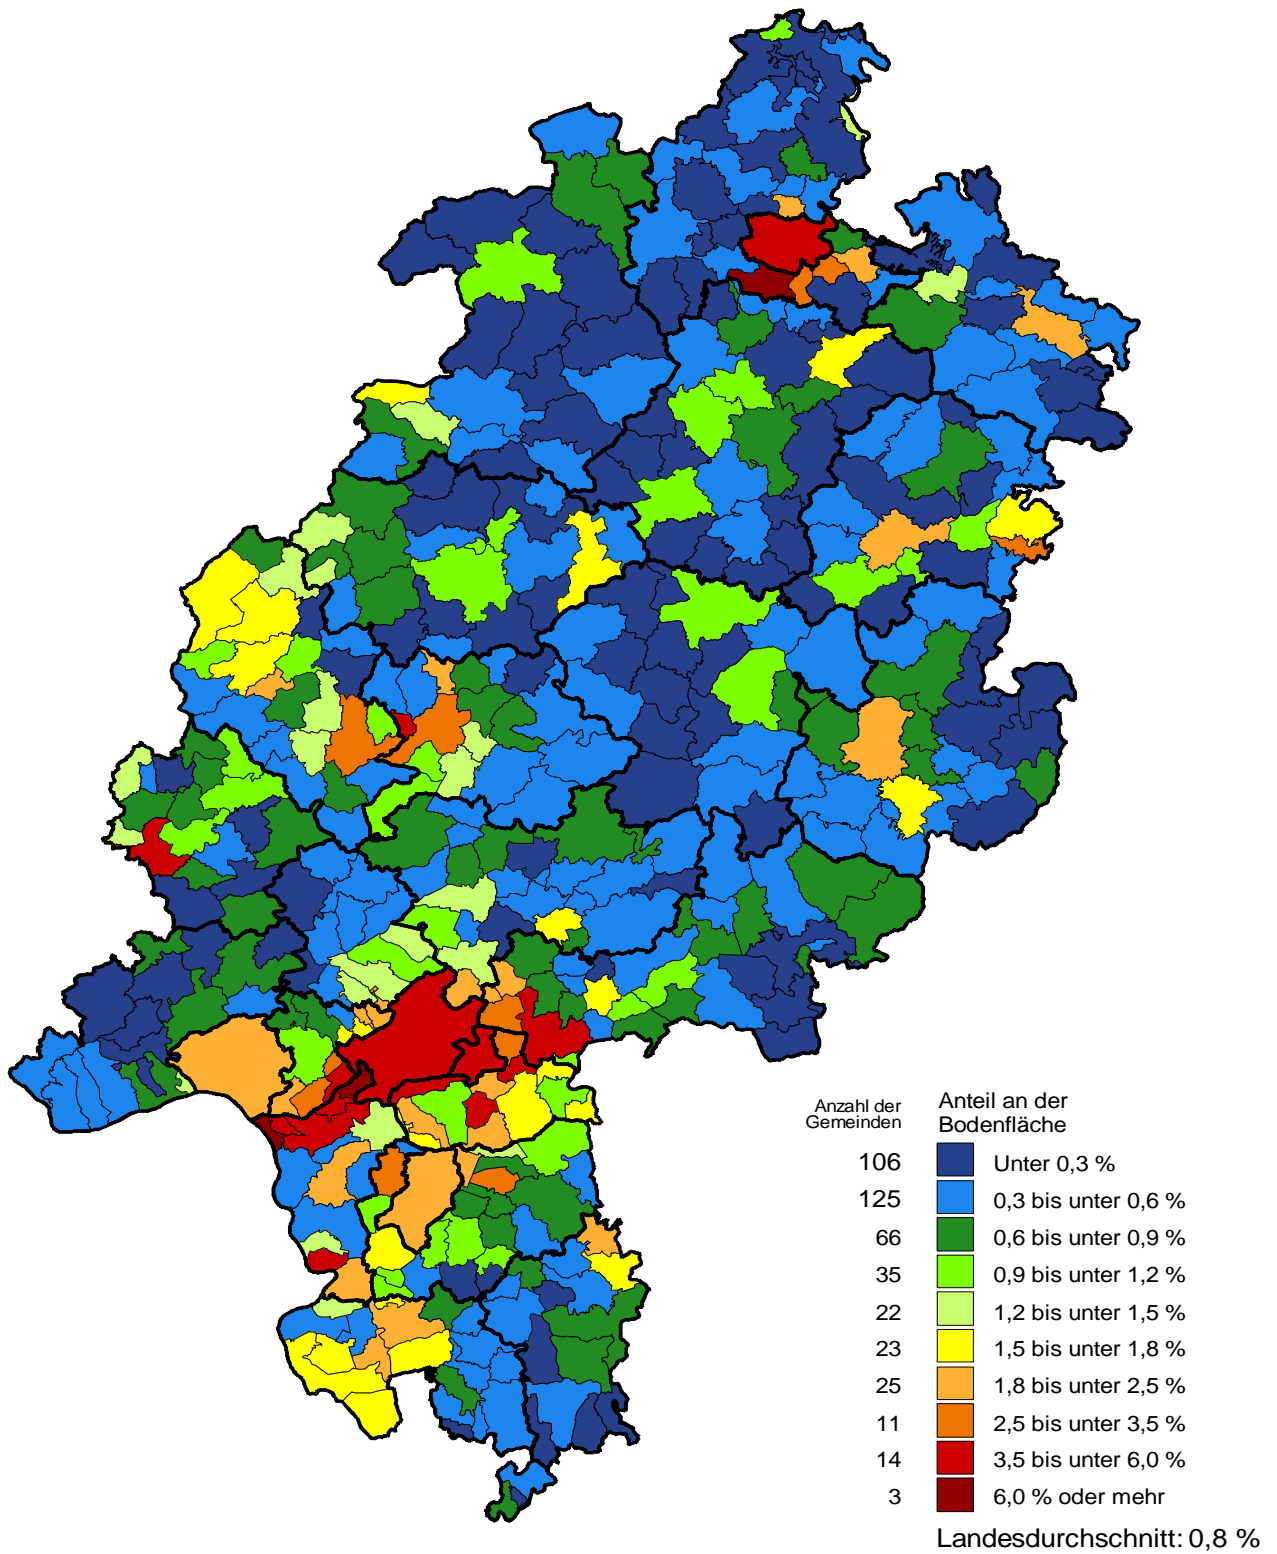 Anzahl der
Gemeinden
Anteil an der
Bodenfläche
106 Unter 0,3 %
125 0,3 bis unter 0,6 %
66 0,6 bis unter 0,9 %
35 0,9 bis unter 1,2 %
22 1,2 bis unter 1,5 %
23 1,5 bis unter 1,8 %
25 1,8 bis unter 2,5 %
11 2,5 bis unter 3,5 %
14 3,5 bis unter 6,0 %
3 6,0 % oder mehr
Landesdurchschnitt: 0,8 %